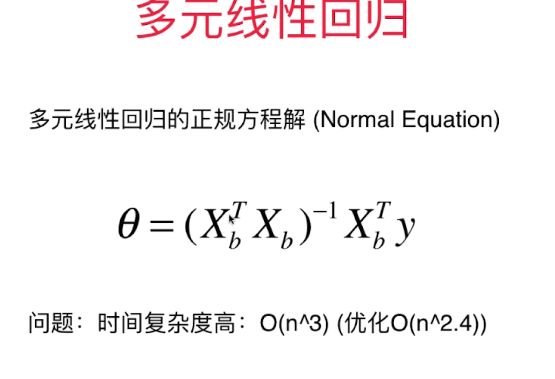 多元线性回归
多元线性回归的正规方程解 (Normal Equation)
θ = (X_b^T X_b)^{-1} X_b^T y
问题：时间复杂度高：O(n^3) (优化O(n^2.4))